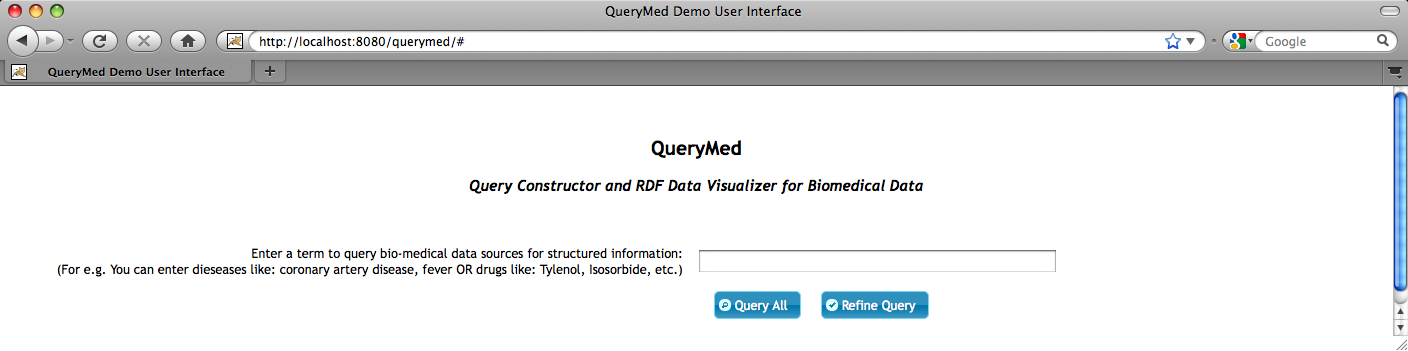 QueryMed Demo User Interface
http://localhost:8080/querymed/#
Google
QueryMed Demo User Interface
QueryMed
Query Constructor and RDF Data Visualizer for Biomedical Data
Enter a term to query bio-medical data sources for structured information:
(For e.g. You can enter dieseases like: coronary artery disease, fever OR drugs like: Tylenol, Isosorbide, etc.)
Query All Refine Query